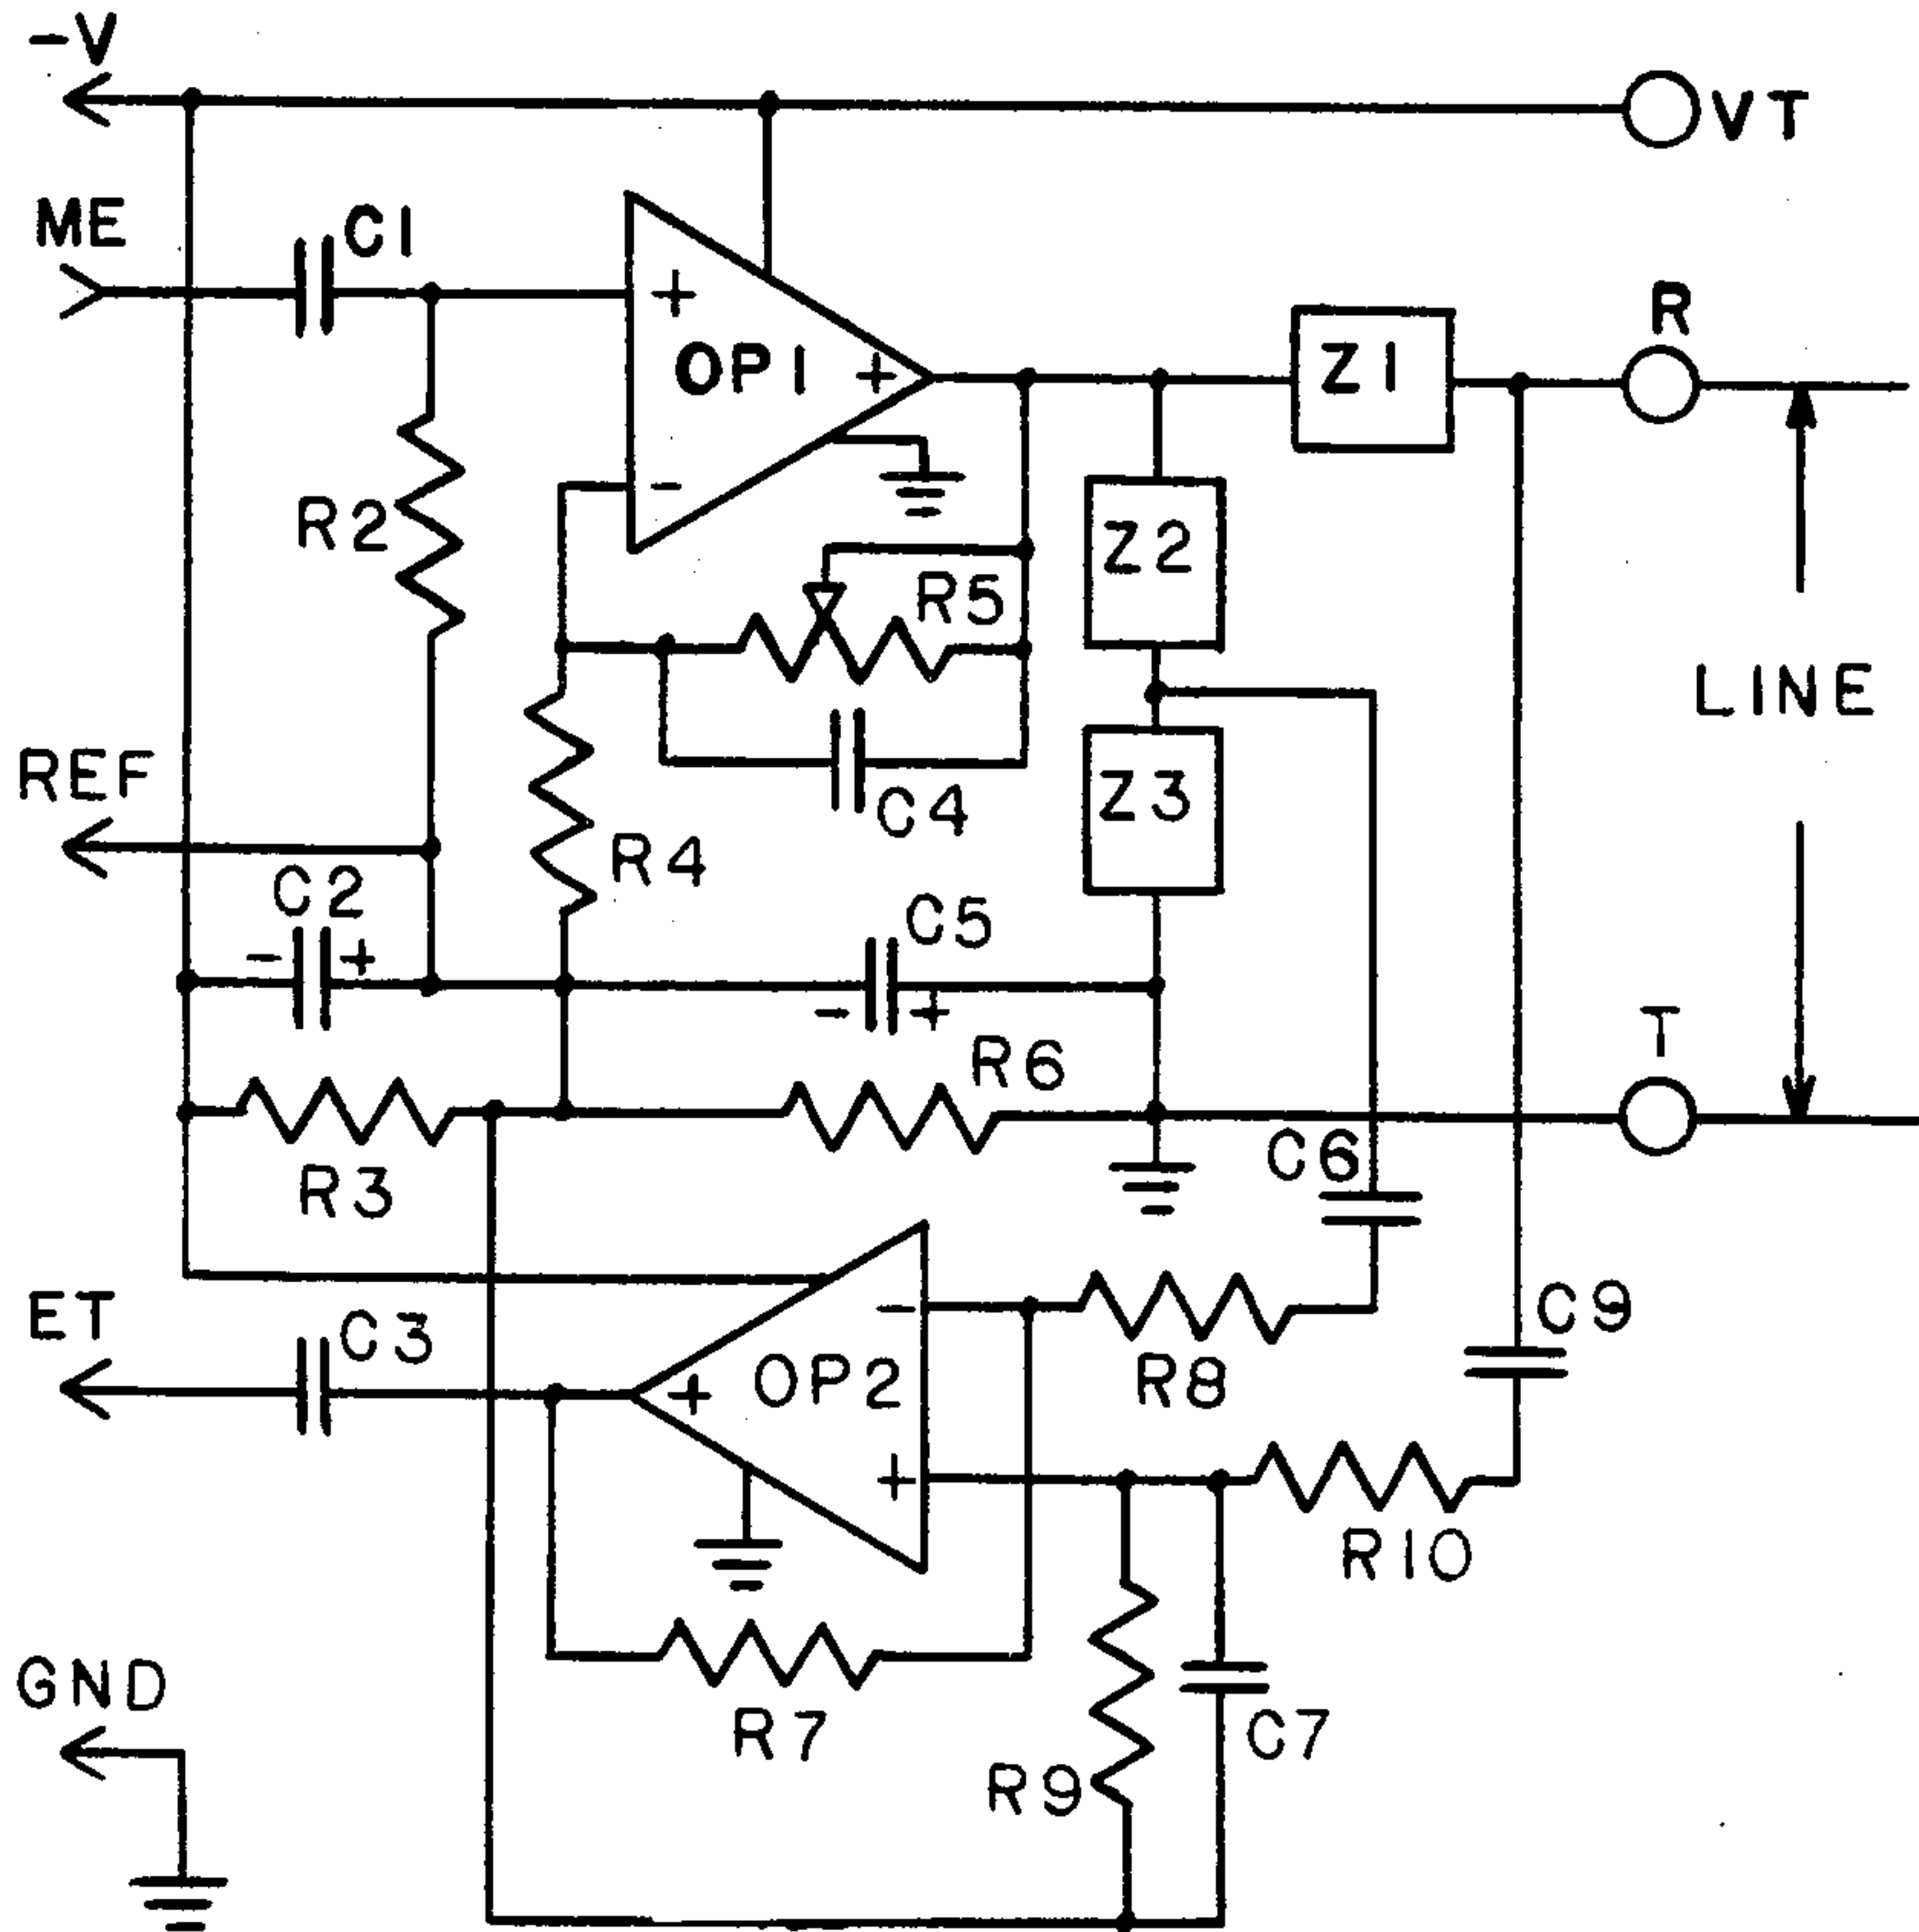 -V
VT
ME
C1
+
OP1 +
-
Z1
R
R2
Z2
R5
LINE
REF
Z3
C4
R4
C2
- +
C5
- +
R6
T
R3
C6
ET
C3
-
+ OP2
+
R8
C9
R10
GND
R7
R9
C7